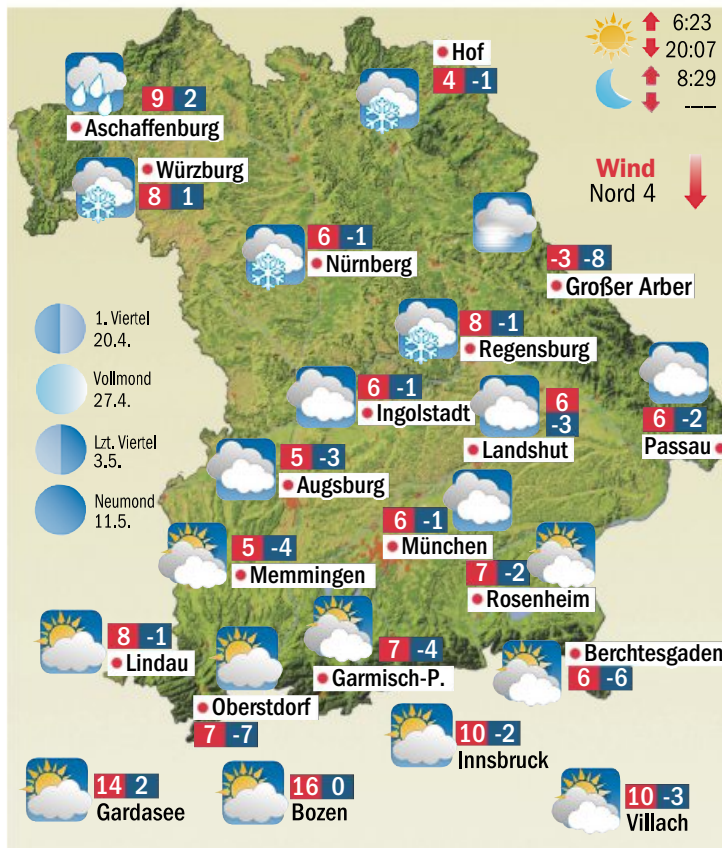 6:23
20:07
8:29
---
Wind
Nord 4
Hof
4 -1
9 2
Aschaffenburg
Würzburg
8 1
6 -1
Nürnberg
-3 -8
Großer Arber
1. Viertel
20.4.
Vollmond
27.4.
Lzt. Viertel
3.5.
Neumond
11.5.
8 -1
Regensburg
6 -1
Ingolstadt
6
-3
Landshut
6 -2
Passau
5 -3
Augsburg
6 -1
München
5 -4
Memmingen
7 -2
Rosenheim
8 -1
Lindau
7 -4
Garmisch-P.
Berchtesgaden
6 -6
Oberstdorf
7 -7
10 -2
Innsbruck
14 2
Gardasee
16 0
Bozen
10 -3
Villach